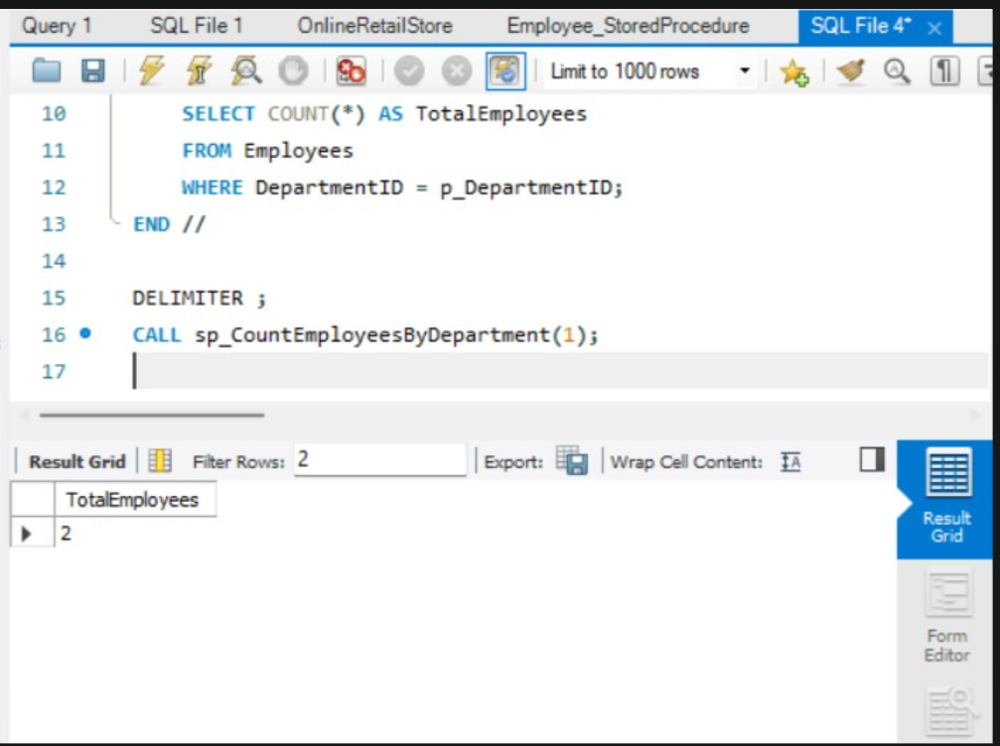 Query 1 SQL File 1 OnlineRetailStore Employee_StoredProcedure SQL File 4* ×
Limit to 1000 rows
10 SELECT COUNT(*) AS TotalEmployees
11 FROM Employees
12 WHERE DepartmentID = p_DepartmentID;
13 END //
14
15 DELIMITER ;
16 CALL sp_CountEmployeesByDepartment(1);
17
Result Grid Filter Rows: 2 Export: Wrap Cell Content: IA
TotalEmployees
2
Result
Grid
Form
Editor